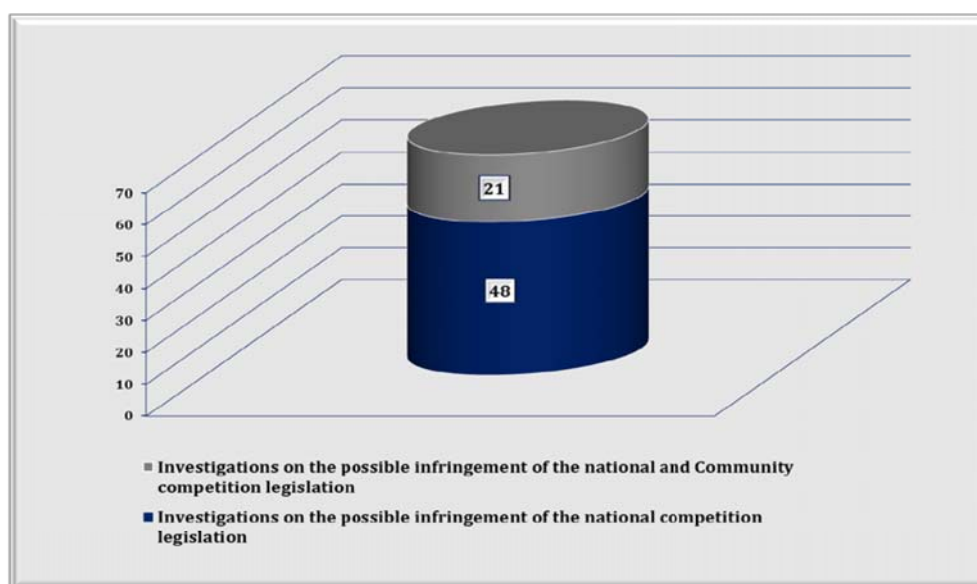 21
70
60
50
48
40
30
20
10
0
Investigations on the possible infringement of the national and Community
competition legislation
Investigations on the possible infringement of the national competition
legislation